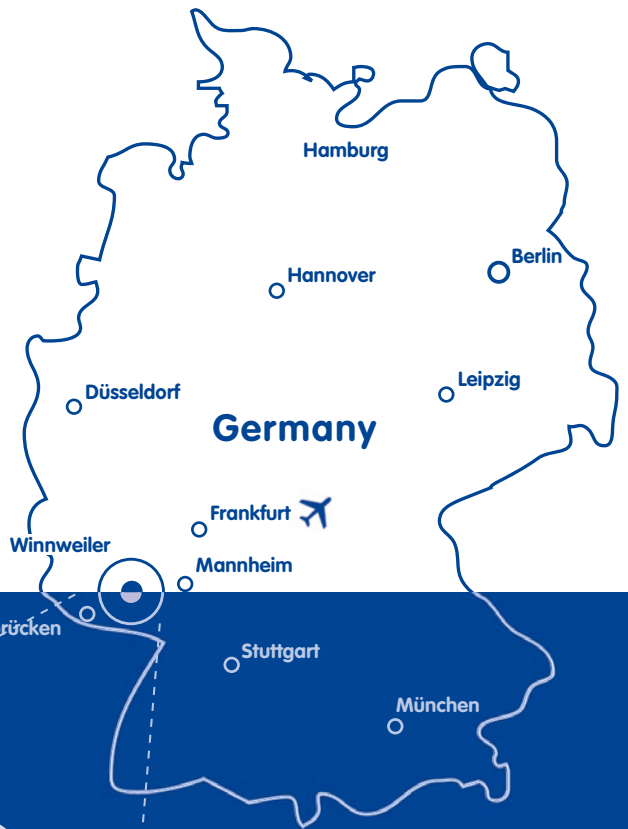 Hamburg
Berlin
Hannover
Düsseldorf
Leipzig
Germany
Frankfurt
Winnweiler
Mannheim
rücken
Stuttgart
München